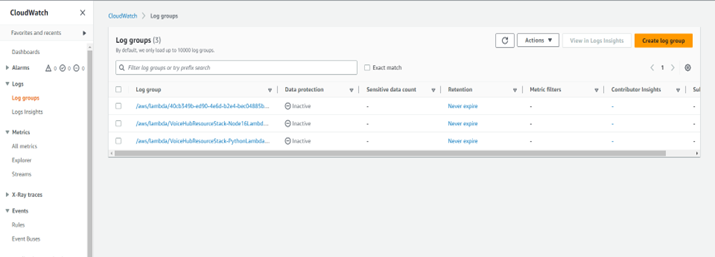 CloudWatch
Favorites and recents
Dashboards
Alarms 0 0 0
Logs
Log groups
Logs Insights
Metrics
All metrics
Explorer
Streams
X-Ray traces
Events
Rules
Event Buses
CloudWatch > Log groups
Log groups (3)
By default, we only load up to 10000 log groups.
Actions
View in Logs Insights
Create log group
Filter log groups or try prefix search
Exact match
1
Log group Data protection Sensitive data count Retention Metric filters Contributor Insights Sul
/aws/lambda/40cb349b-ed90-4e6d-b2e4-bec04885b... Inactive - Never expire - -
/aws/lambda/VoiceHubResourceStack-Node16Lambd... Inactive - Never expire - -
/aws/lambda/VoiceHubResourceStack-PythonLambda... Inactive - Never expire - -